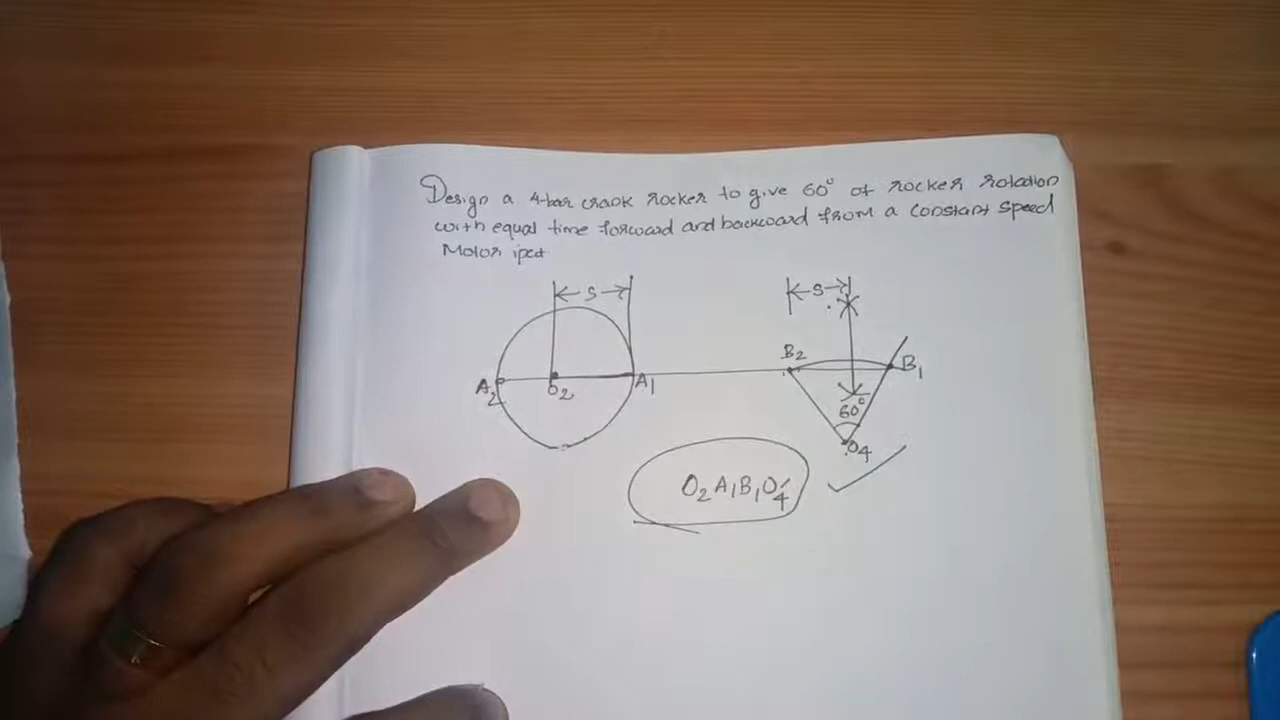 Design a 4-bar crank rocker to give 60° of rocker rotation
with equal time forward and backward from a constant speed
Motor ipct
S
S
B₂
B₁
A₂
O₂
A₁
60°
O₄
O₂A₁B₁O₄